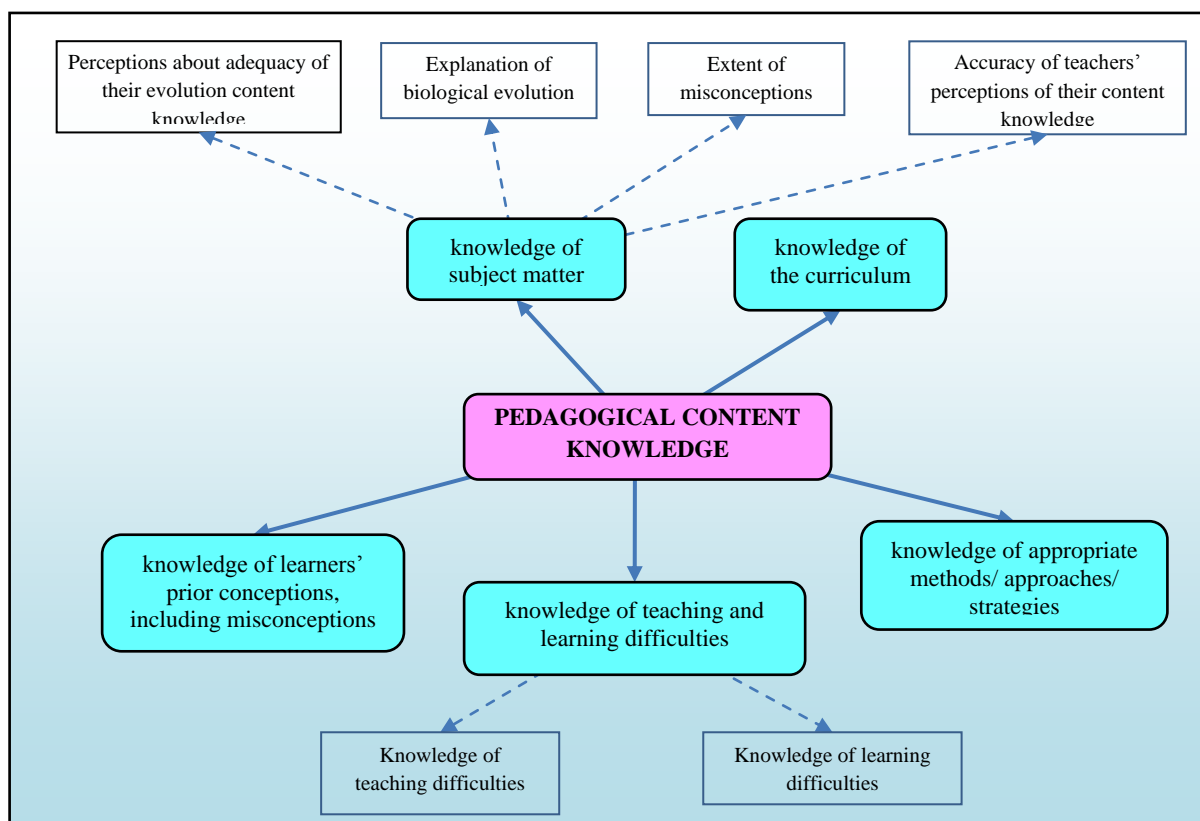 Perceptions about adequacy of
their evolution content
knowledge
Explanation of
biological evolution
Extent of
misconceptions
Accuracy of teachers’
perceptions of their content
knowledge
knowledge of
subject matter
knowledge of
the curriculum
PEDAGOGICAL CONTENT
KNOWLEDGE
knowledge of learners’
prior conceptions,
including misconceptions
knowledge of teaching and
learning difficulties
knowledge of appropriate
methods/ approaches/
strategies
Knowledge of
teaching difficulties
Knowledge of learning
difficulties